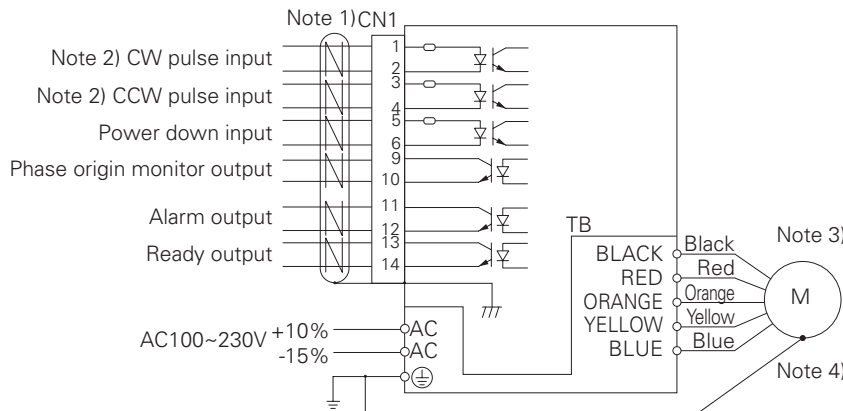 Note 1) CN1
Note 2) CW pulse input
1
2
Note 2) CCW pulse input
3
4
Power down input
5
6
Phase origin monitor output
9
10
Alarm output
11
12
Ready output
13
14
TB
BLACK Black
RED Red
ORANGE Orange
YELLOW Yellow
BLUE Blue
Note 3)
M
Note 4)
AC100~230V +10%
-15%
AC
AC